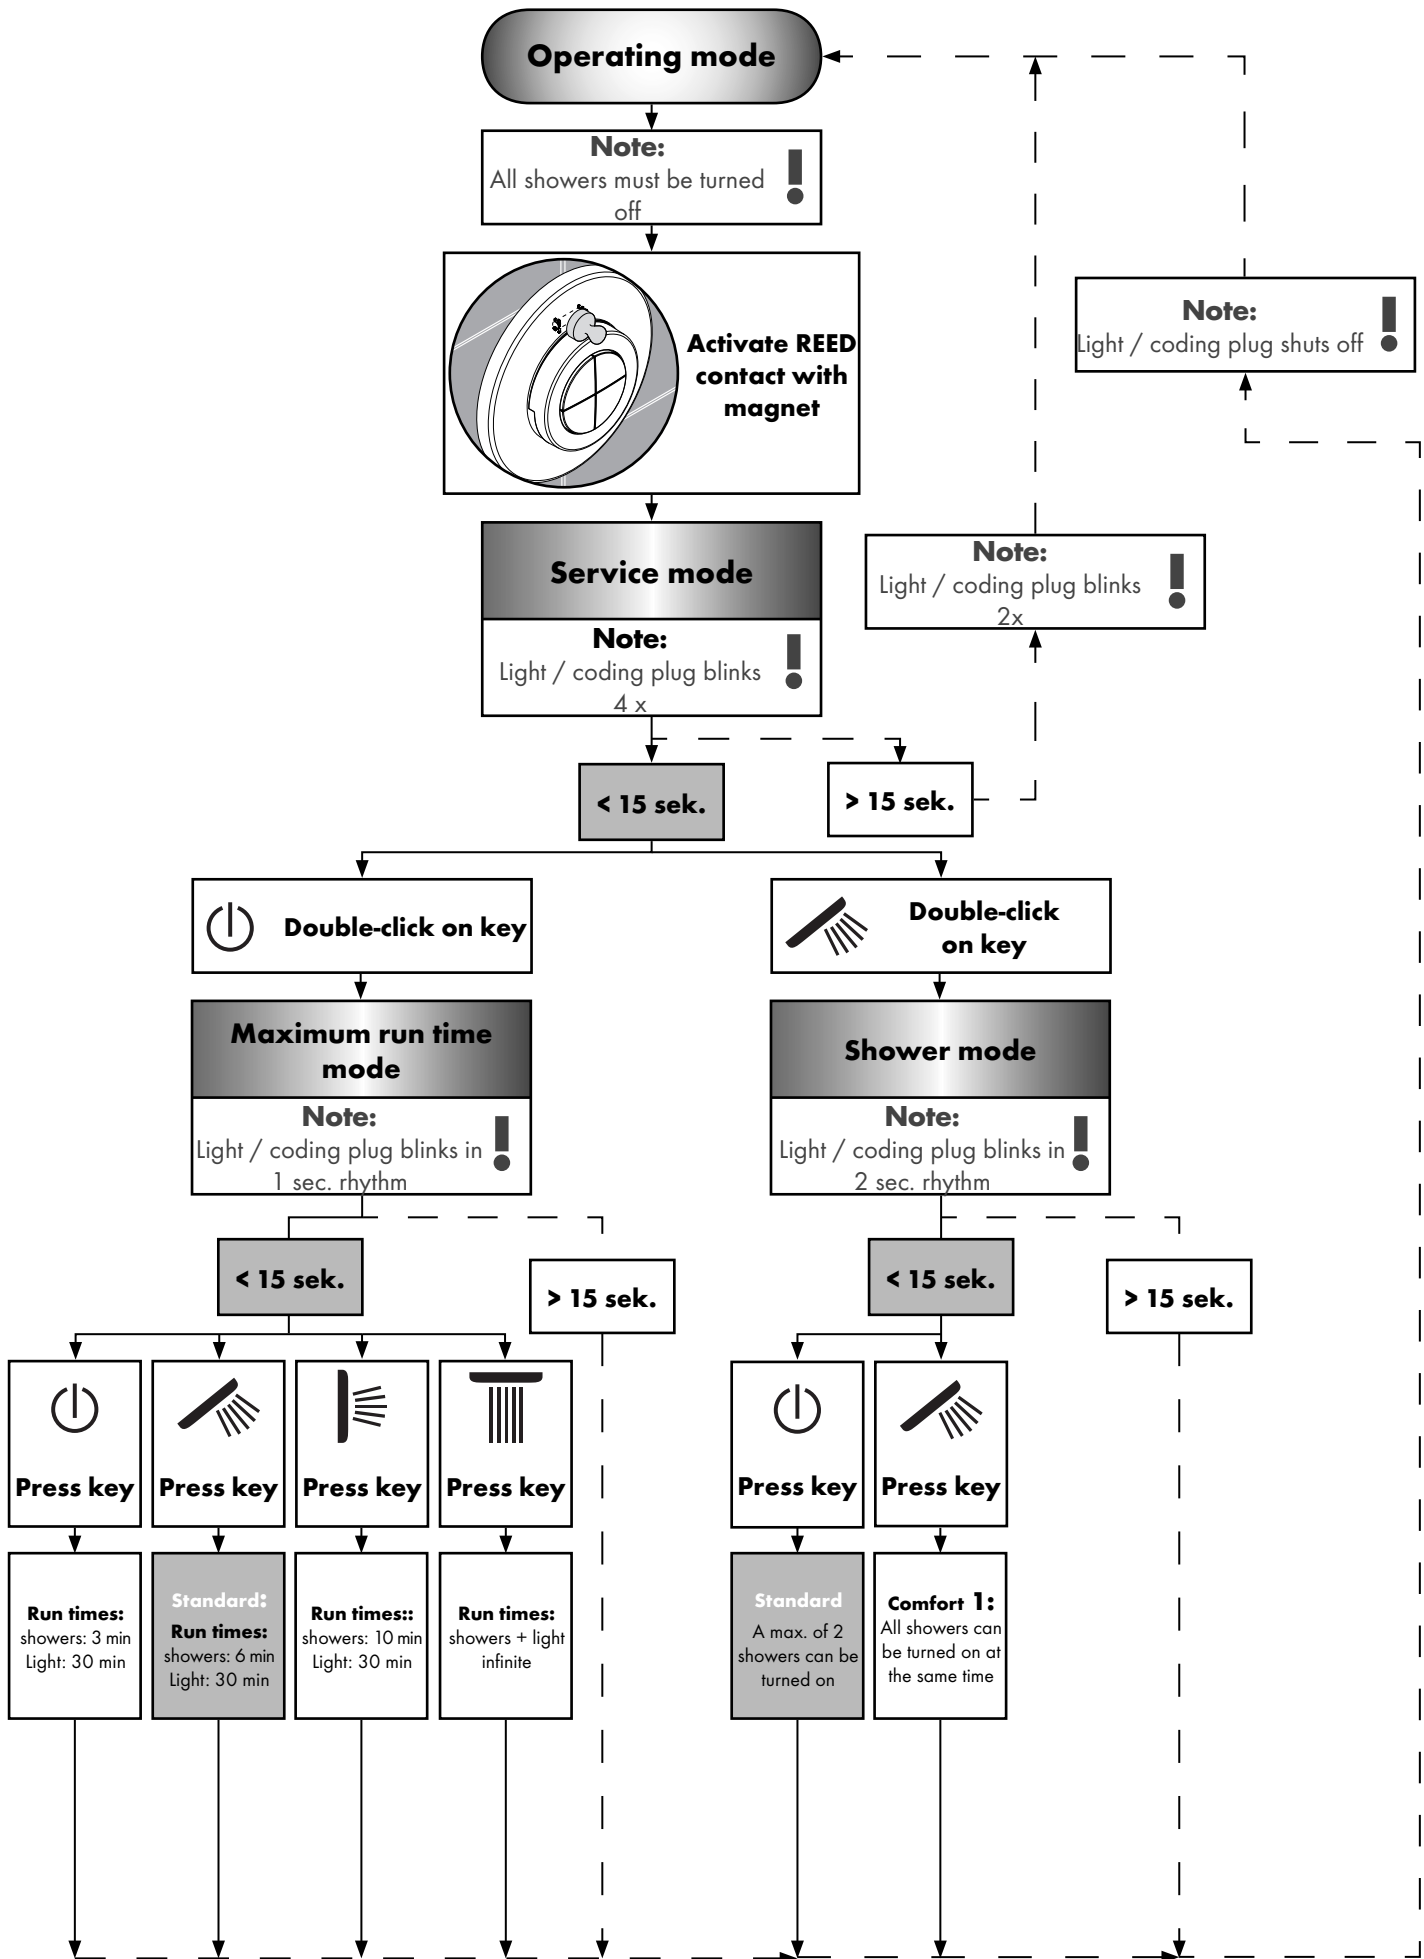 Operating mode
Note:
All showers must be turned
off
Activate REED
contact with
magnet
Note:
Light / coding plug shuts off
Service mode
Note:
Light / coding plug blinks
4 x
Note:
Light / coding plug blinks
2x
< 15 sek.
> 15 sek.
Double-click on key
Double-click
on key
Maximum run time
mode
Note:
Light / coding plug blinks in
1 sec. rhythm
Shower mode
Note:
Light / coding plug blinks in
2 sec. rhythm
< 15 sek.
> 15 sek.
< 15 sek.
> 15 sek.
Press key
Press key
Press key
Press key
Press key
Press key
Run times:
showers: 3 min
Light: 30 min
Standard:
Run times:
showers: 6 min
Light: 30 min
Run times::
showers: 10 min
Light: 30 min
Run times:
showers + light
infinite
Standard
A max. of 2
showers can be
turned on
Comfort 1:
All showers can
be turned on at
the same time